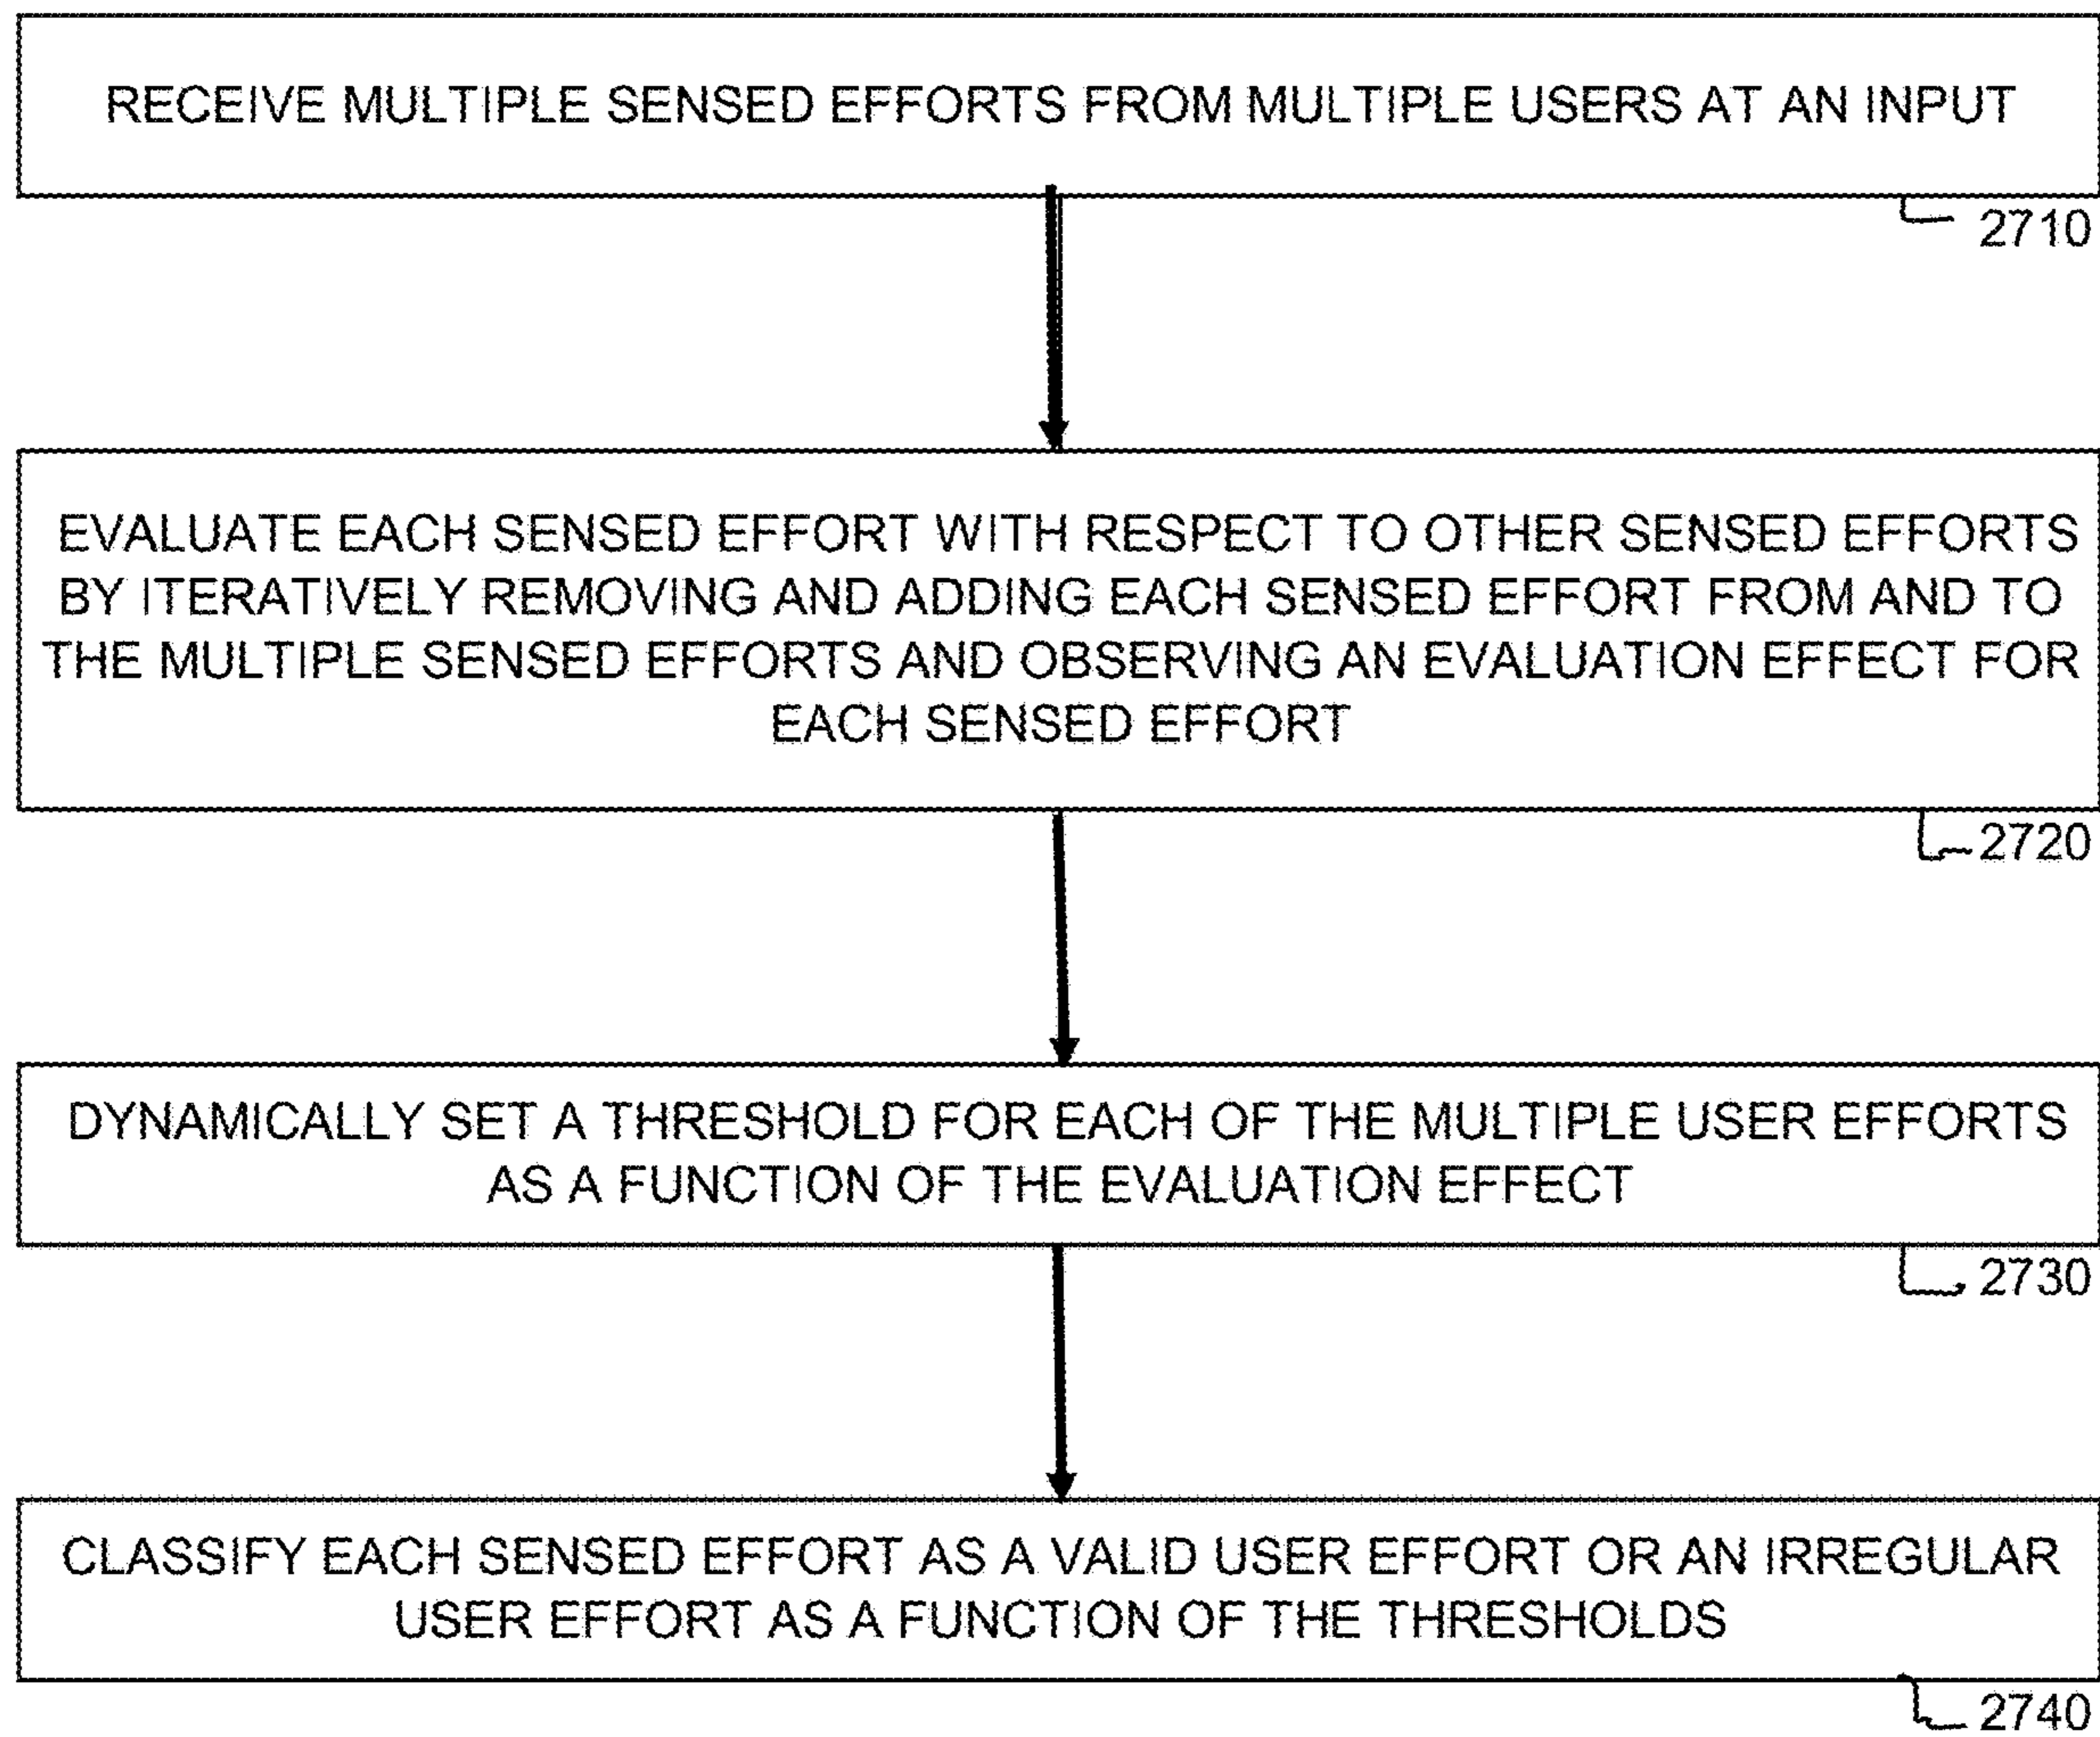 RECEIVE MULTIPLE SENSED EFFORTS FROM MULTIPLE USERS AT AN INPUT
2710
EVALUATE EACH SENSED EFFORT WITH RESPECT TO OTHER SENSED EFFORTS
BY ITERATIVELY REMOVING AND ADDING EACH SENSED EFFORT FROM AND TO
THE MULTIPLE SENSED EFFORTS AND OBSERVING AN EVALUATION EFFECT FOR
EACH SENSED EFFORT
2720
DYNAMICALLY SET A THRESHOLD FOR EACH OF THE MULTIPLE USER EFFORTS
AS A FUNCTION OF THE EVALUATION EFFECT
2730
CLASSIFY EACH SENSED EFFORT AS A VALID USER EFFORT OR AN IRREGULAR
USER EFFORT AS A FUNCTION OF THE THRESHOLDS
2740